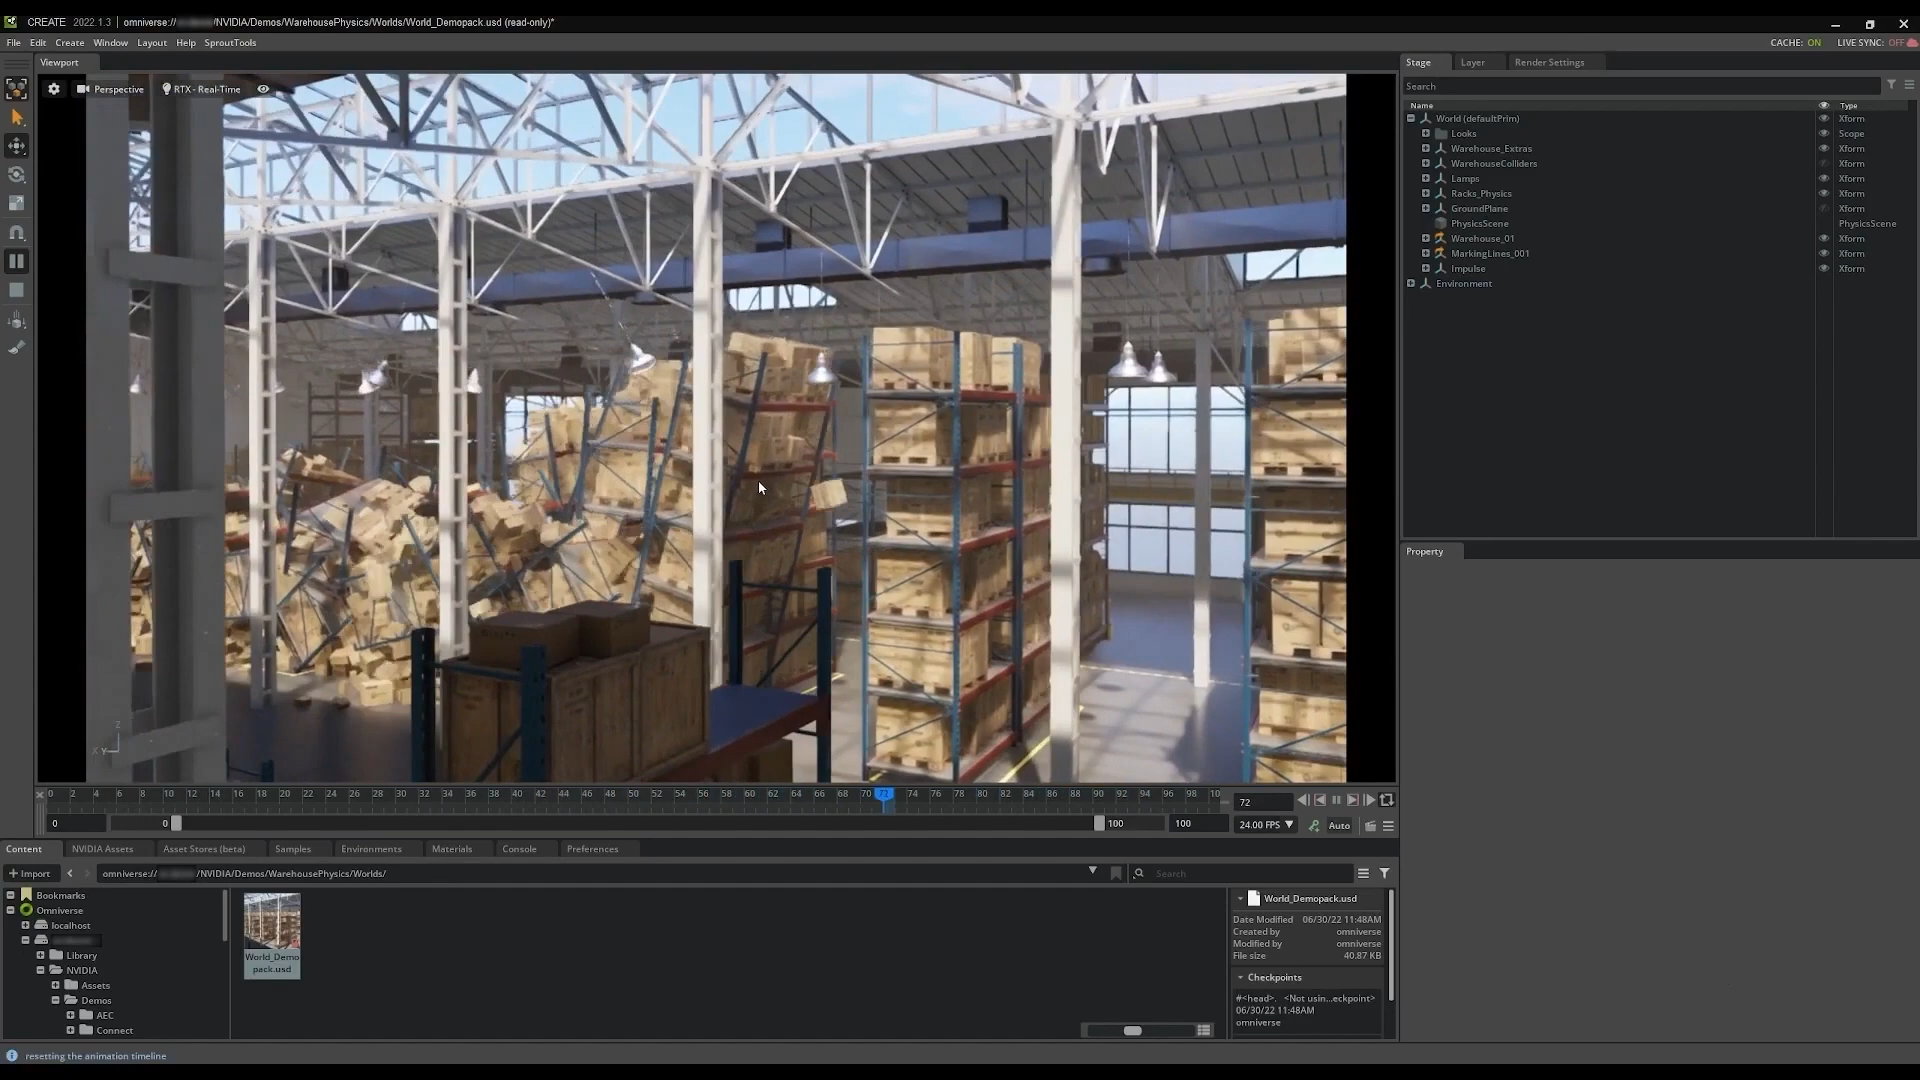 CREATE 2022.1.3 | omniverse:// /NVIDIA/Demos/WarehousePhysics/Worlds/World_Demopack.usd (read-only)*
File Edit Create Window Layout Help SproutTools
CACHE: ON LIVE SYNC: OFF
Viewport
Perspective RTX - Real-Time
Z
X Y
Stage Layer Render Settings
Search
Name Type
World (defaultPrim) Xform
Looks Scope
Warehouse_Extras Xform
WarehouseColliders Xform
Lamps Xform
Racks_Physics Xform
GroundPlane Xform
PhysicsScene PhysicsScene
Warehouse_01 Xform
MarkingLines_001 Xform
Impulse Xform
Environment Xform
Property
0 2 4 6 8 10 12 14 16 18 20 22 24 26 28 30 32 34 36 38 40 42 44 46 48 50 52 54 56 58 60 62 64 66 68 70 72 74 76 78 80 82 84 86 88 90 92 94 96 98 10
72
0 0 100 100 24.00 FPS Auto
Content NVIDIA Assets Asset Stores (beta) Samples Environments Materials Console Preferences
Import omniverse:// /NVIDIA/Demos/WarehousePhysics/Worlds/ Search
Bookmarks
Omniverse
localhost
Library
NVIDIA
Assets
Demos
AEC
Connect
World_Demo
pack.usd
World_Demopack.usd
Date Modified 06/30/22 11:48AM
Created by omniverse
Modified by omniverse
File size 40.87 KB
Checkpoints
#<head>. <Not usin...eckpoint>
06/30/22 11:48AM
omniverse
resetting the animation timeline